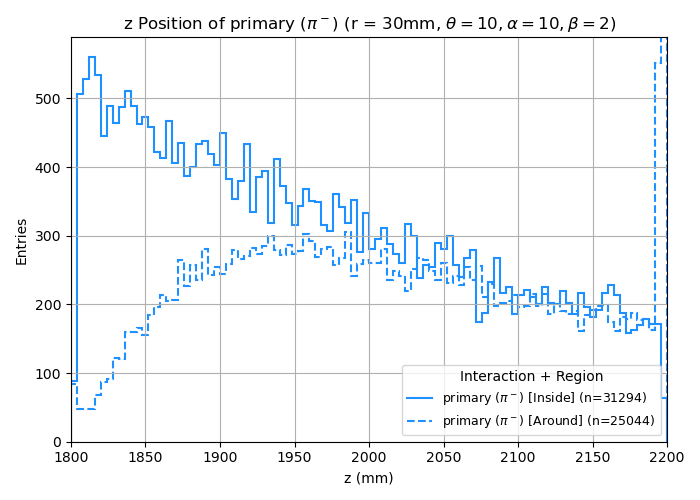 z Position of primary (π⁻) (r = 30mm, θ = 10, α = 10, β = 2)
Entries
500
400
300
200
100
0
1800 1850 1900 1950 2000 2050 2100 2150 2200
z (mm)
Interaction + Region
primary (π⁻) [Inside] (n=31294)
primary (π⁻) [Around] (n=25044)